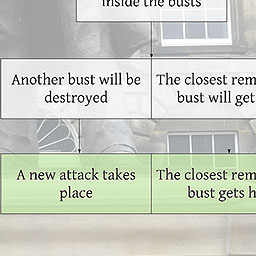 inside the busts
Another bust will be
destroyed
The closest rem
bust will get
A new attack takes
place
The closest rem
bust gets h